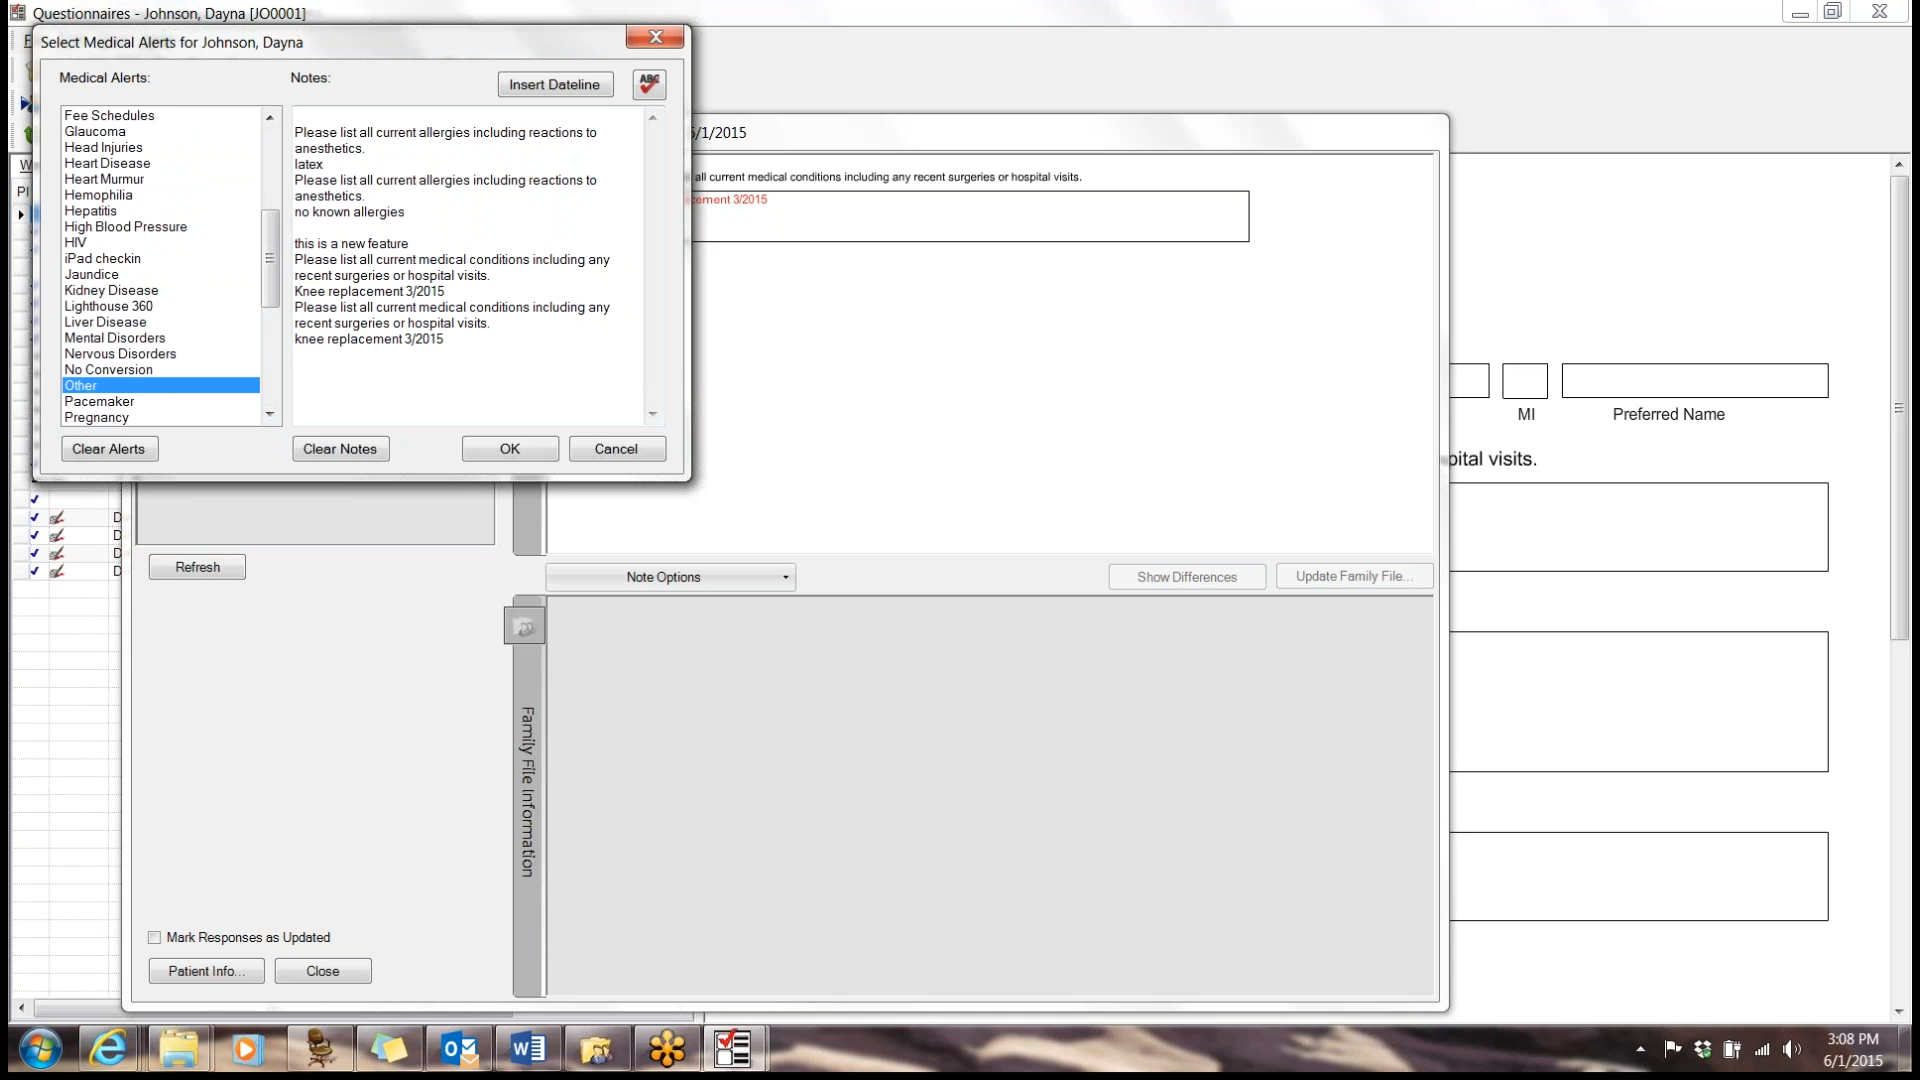 Questionnaires - Johnson, Dayna [JO0001]
Select Medical Alerts for Johnson, Dayna
Medical Alerts:
Notes:
Insert Dateline
ABC
Fee Schedules
Glaucoma
Head Injuries
Heart Disease
Heart Murmur
Hemophilia
Hepatitis
High Blood Pressure
HIV
iPad checkin
Jaundice
Kidney Disease
Lighthouse 360
Liver Disease
Mental Disorders
Nervous Disorders
No Conversion
Other
Pacemaker
Pregnancy
Please list all current allergies including reactions to
anesthetics.
latex
Please list all current allergies including reactions to
anesthetics.
no known allergies
this is a new feature
Please list all current medical conditions including any
recent surgeries or hospital visits.
Knee replacement 3/2015
Please list all current medical conditions including any
recent surgeries or hospital visits.
knee replacement 3/2015
Clear Alerts
Clear Notes
OK
Cancel
/1/2015
all current medical conditions including any recent surgeries or hospital visits.
ement 3/2015
MI
Preferred Name
pital visits.
D
D
D
D
Refresh
Note Options
Show Differences
Update Family File...
Family File Information
Mark Responses as Updated
Patient Info...
Close
3:08 PM
6/1/2015